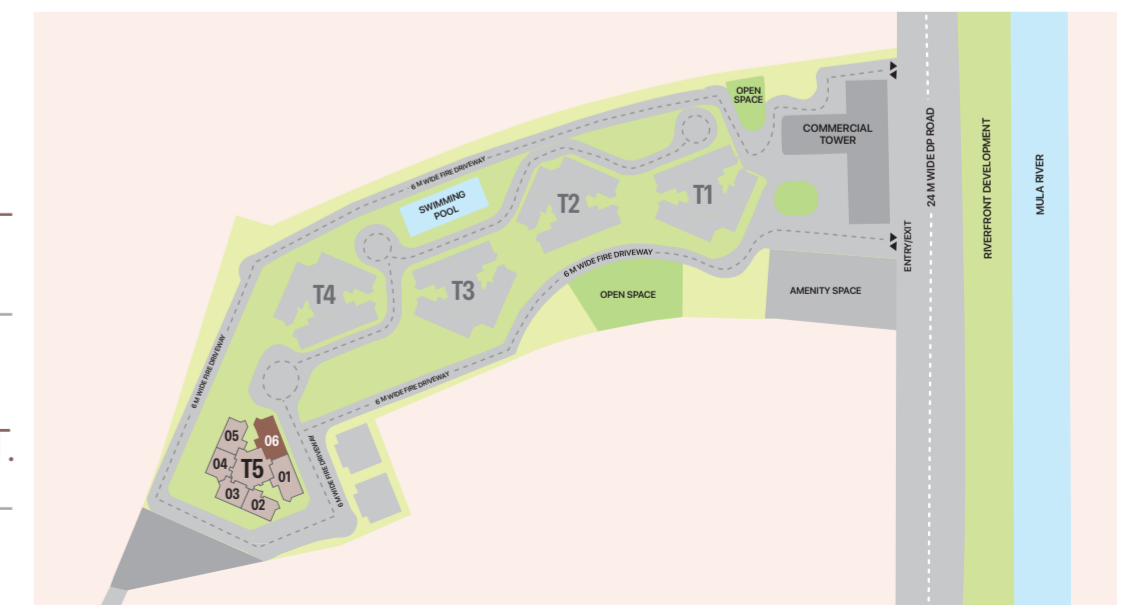 OPEN
SPACE
COMMERCIAL
TOWER
24 M WIDE DP ROAD
RIVERFRONT DEVELOPMENT
MULA RIVER
6 M WIDE FIRE DRIVEWAY
SWIMMING
POOL
T2
T1
ENTRY/EXIT
6 M WIDE FIRE DRIVEWAY
T4
T3
OPEN SPACE
AMENITY SPACE
6 M WIDE FIRE DRIVEWAY
6 M WIDE FIRE DRIVEWAY
05
06
04
T5
01
03
02
6 M WIDE FIRE DRIVEWAY